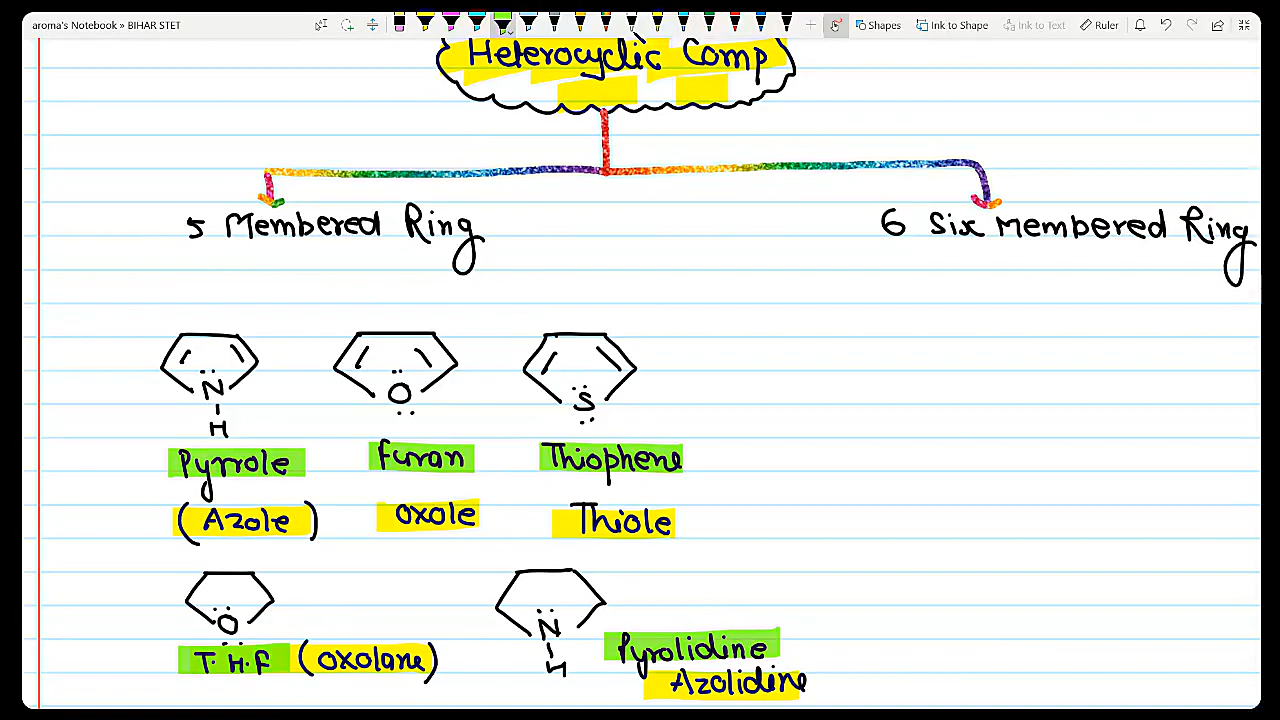 aroma's Notebook » BIHAR STET
Shapes Ink to Shape Ink to Text Ruler
Heterocyclic Comp
5 Membered Ring
6 Six Membered Ring
N O S
H
Pyrrole Furan Thiophene
(Azole) oxole Thiole
O N
H
T.H.F (oxolane) Pyrolidine
Azolidine